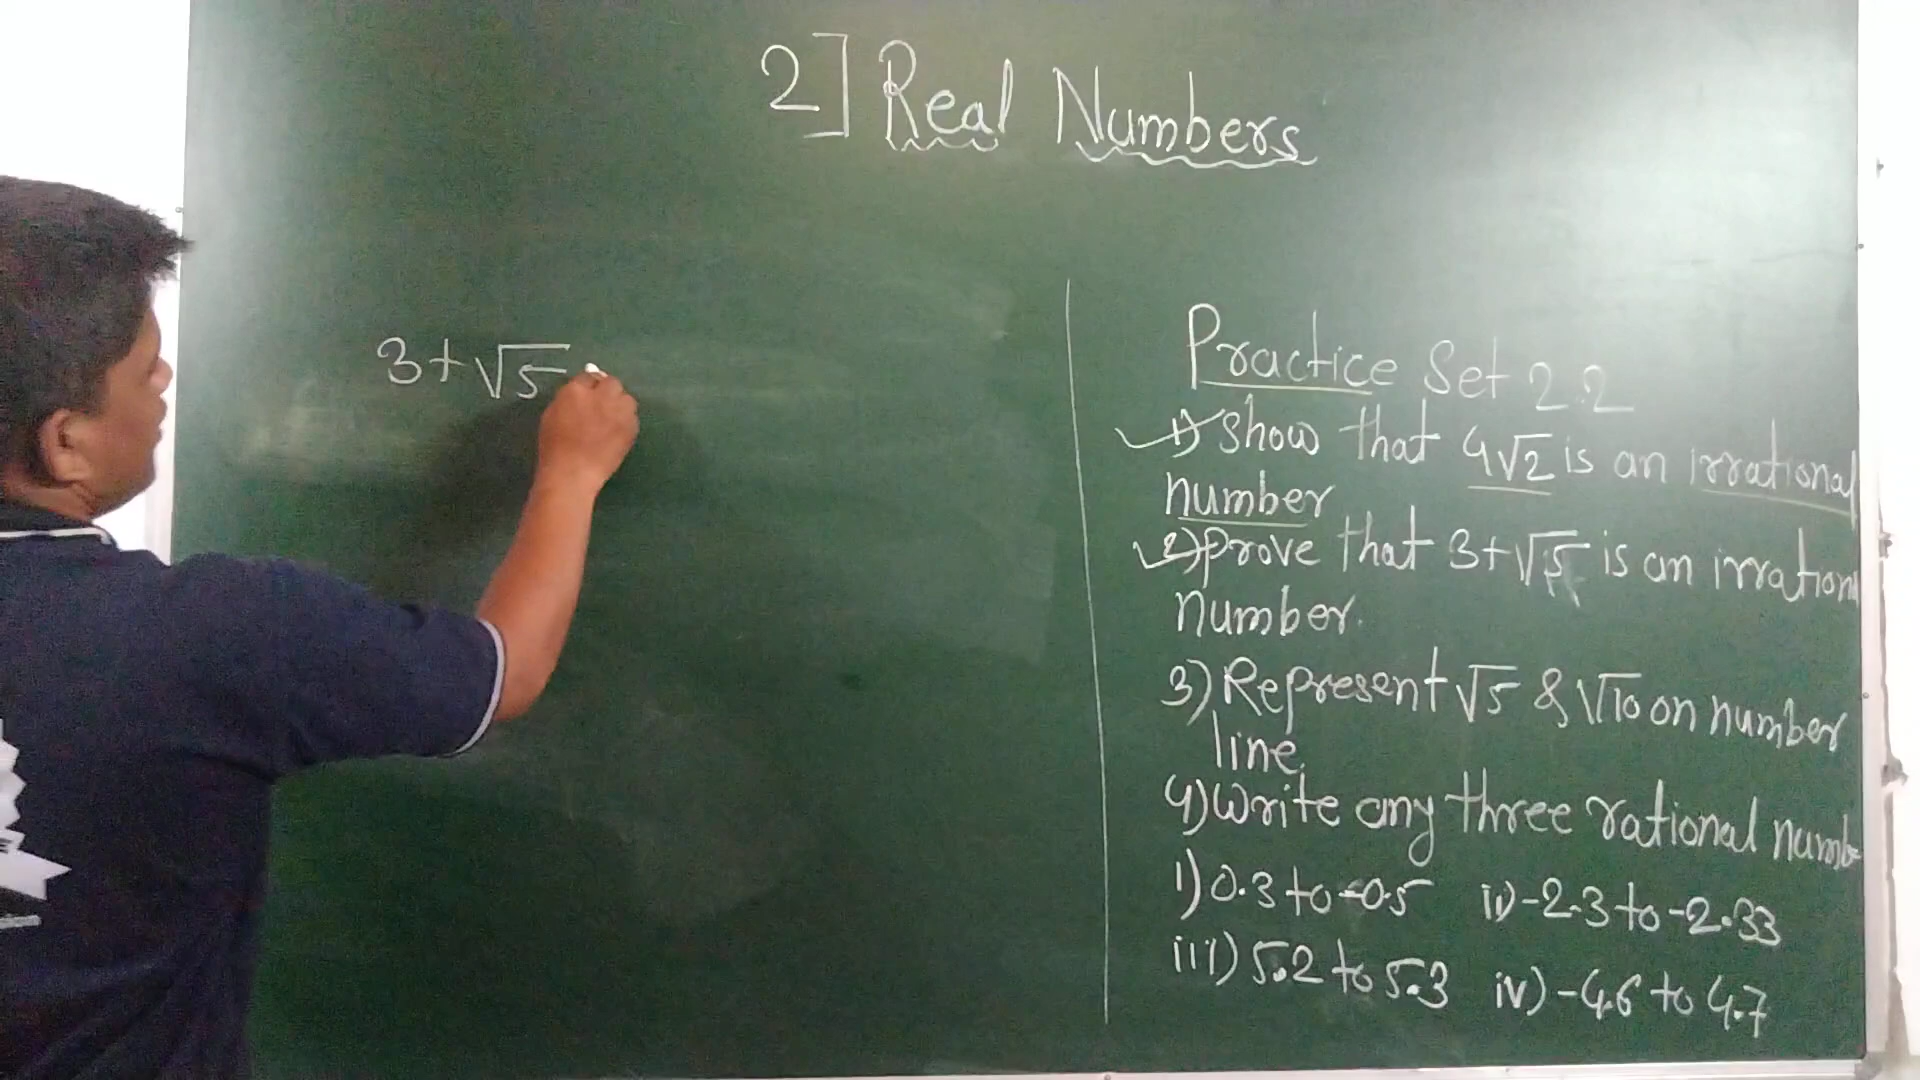 2] Real Numbers
3+√5
Practice Set 2.2
1) Show that 4√2 is an irrational
number
2) Prove that 3+√5 is an irration
number.
3) Represent √5 & √10 on number
line.
4) Write any three rational numb
i) 0.3 to -0.5 ii) -2.3 to -2.33
iii) 5.2 to 5.3 iv) -4.6 to 4.7